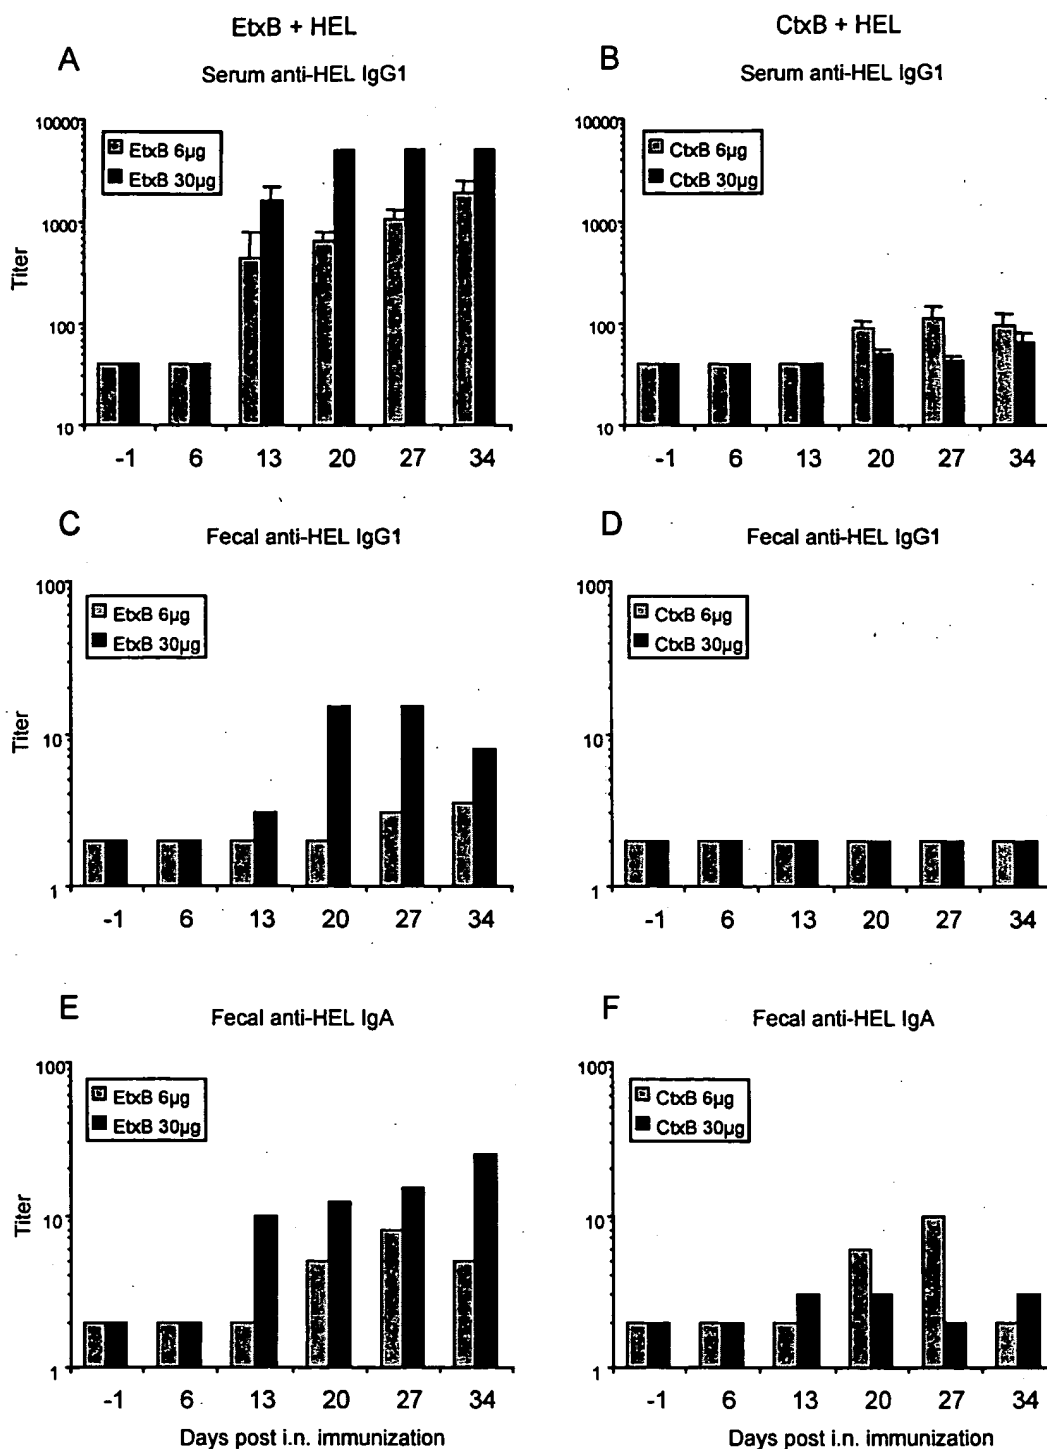 EtxB + HEL
CtxB + HEL
A
Serum anti-HEL IgG1
10000
1000
100
10
Titer
EtxB 6µg
EtxB 30µg
-1 6 13 20 27 34
B
Serum anti-HEL IgG1
10000
1000
100
10
CtxB 6µg
CtxB 30µg
-1 6 13 20 27 34
C
Fecal anti-HEL IgG1
100
10
1
Titer
EtxB 6µg
EtxB 30µg
-1 6 13 20 27 34
D
Fecal anti-HEL IgG1
100
10
1
CtxB 6µg
CtxB 30µg
-1 6 13 20 27 34
E
Fecal anti-HEL IgA
100
10
1
Titer
EtxB 6µg
EtxB 30µg
-1 6 13 20 27 34
Days post i.n. immunization
F
Fecal anti-HEL IgA
100
10
1
CtxB 6µg
CtxB 30µg
-1 6 13 20 27 34
Days post i.n. immunization